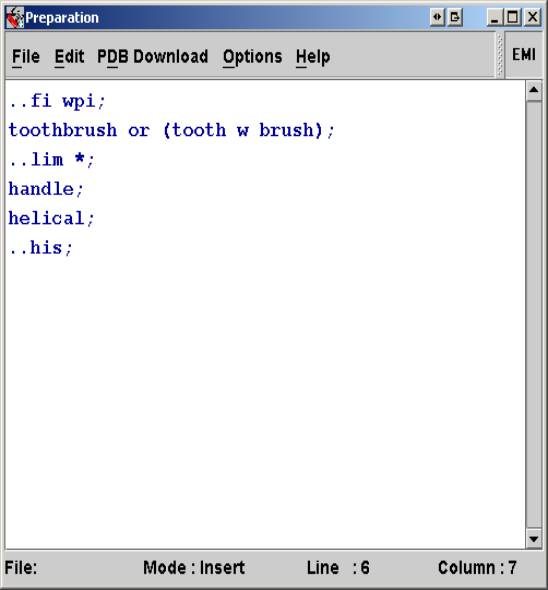 Preparation
File Edit PDB Download Options Help EMI
..fi wpi;
toothbrush or (tooth w brush);
..lim *;
handle;
helical;
..his;
File: Mode : Insert Line : 6 Column : 7